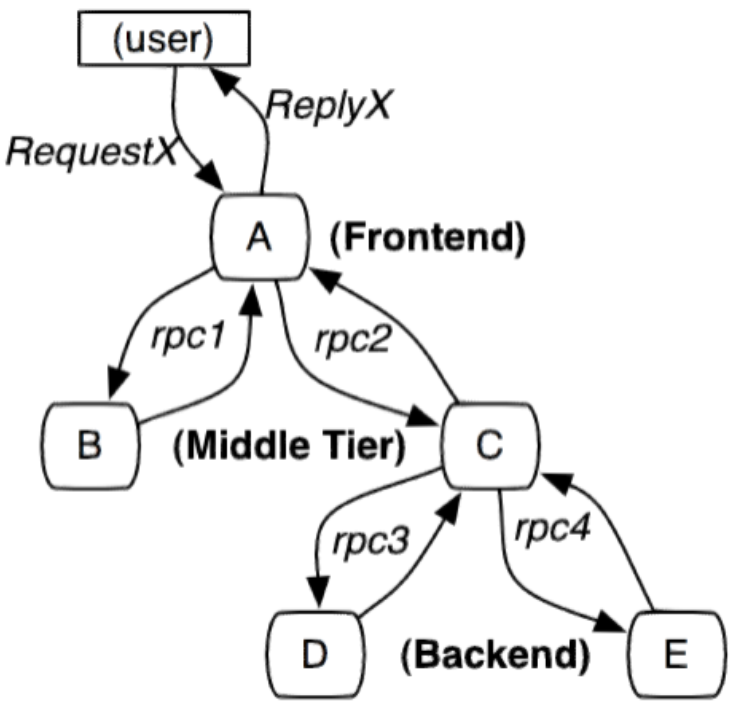 (user)
ReplyX
RequestX
A (Frontend)
rpc1 rpc2
B (Middle Tier) C
rpc3 rpc4
D (Backend) E